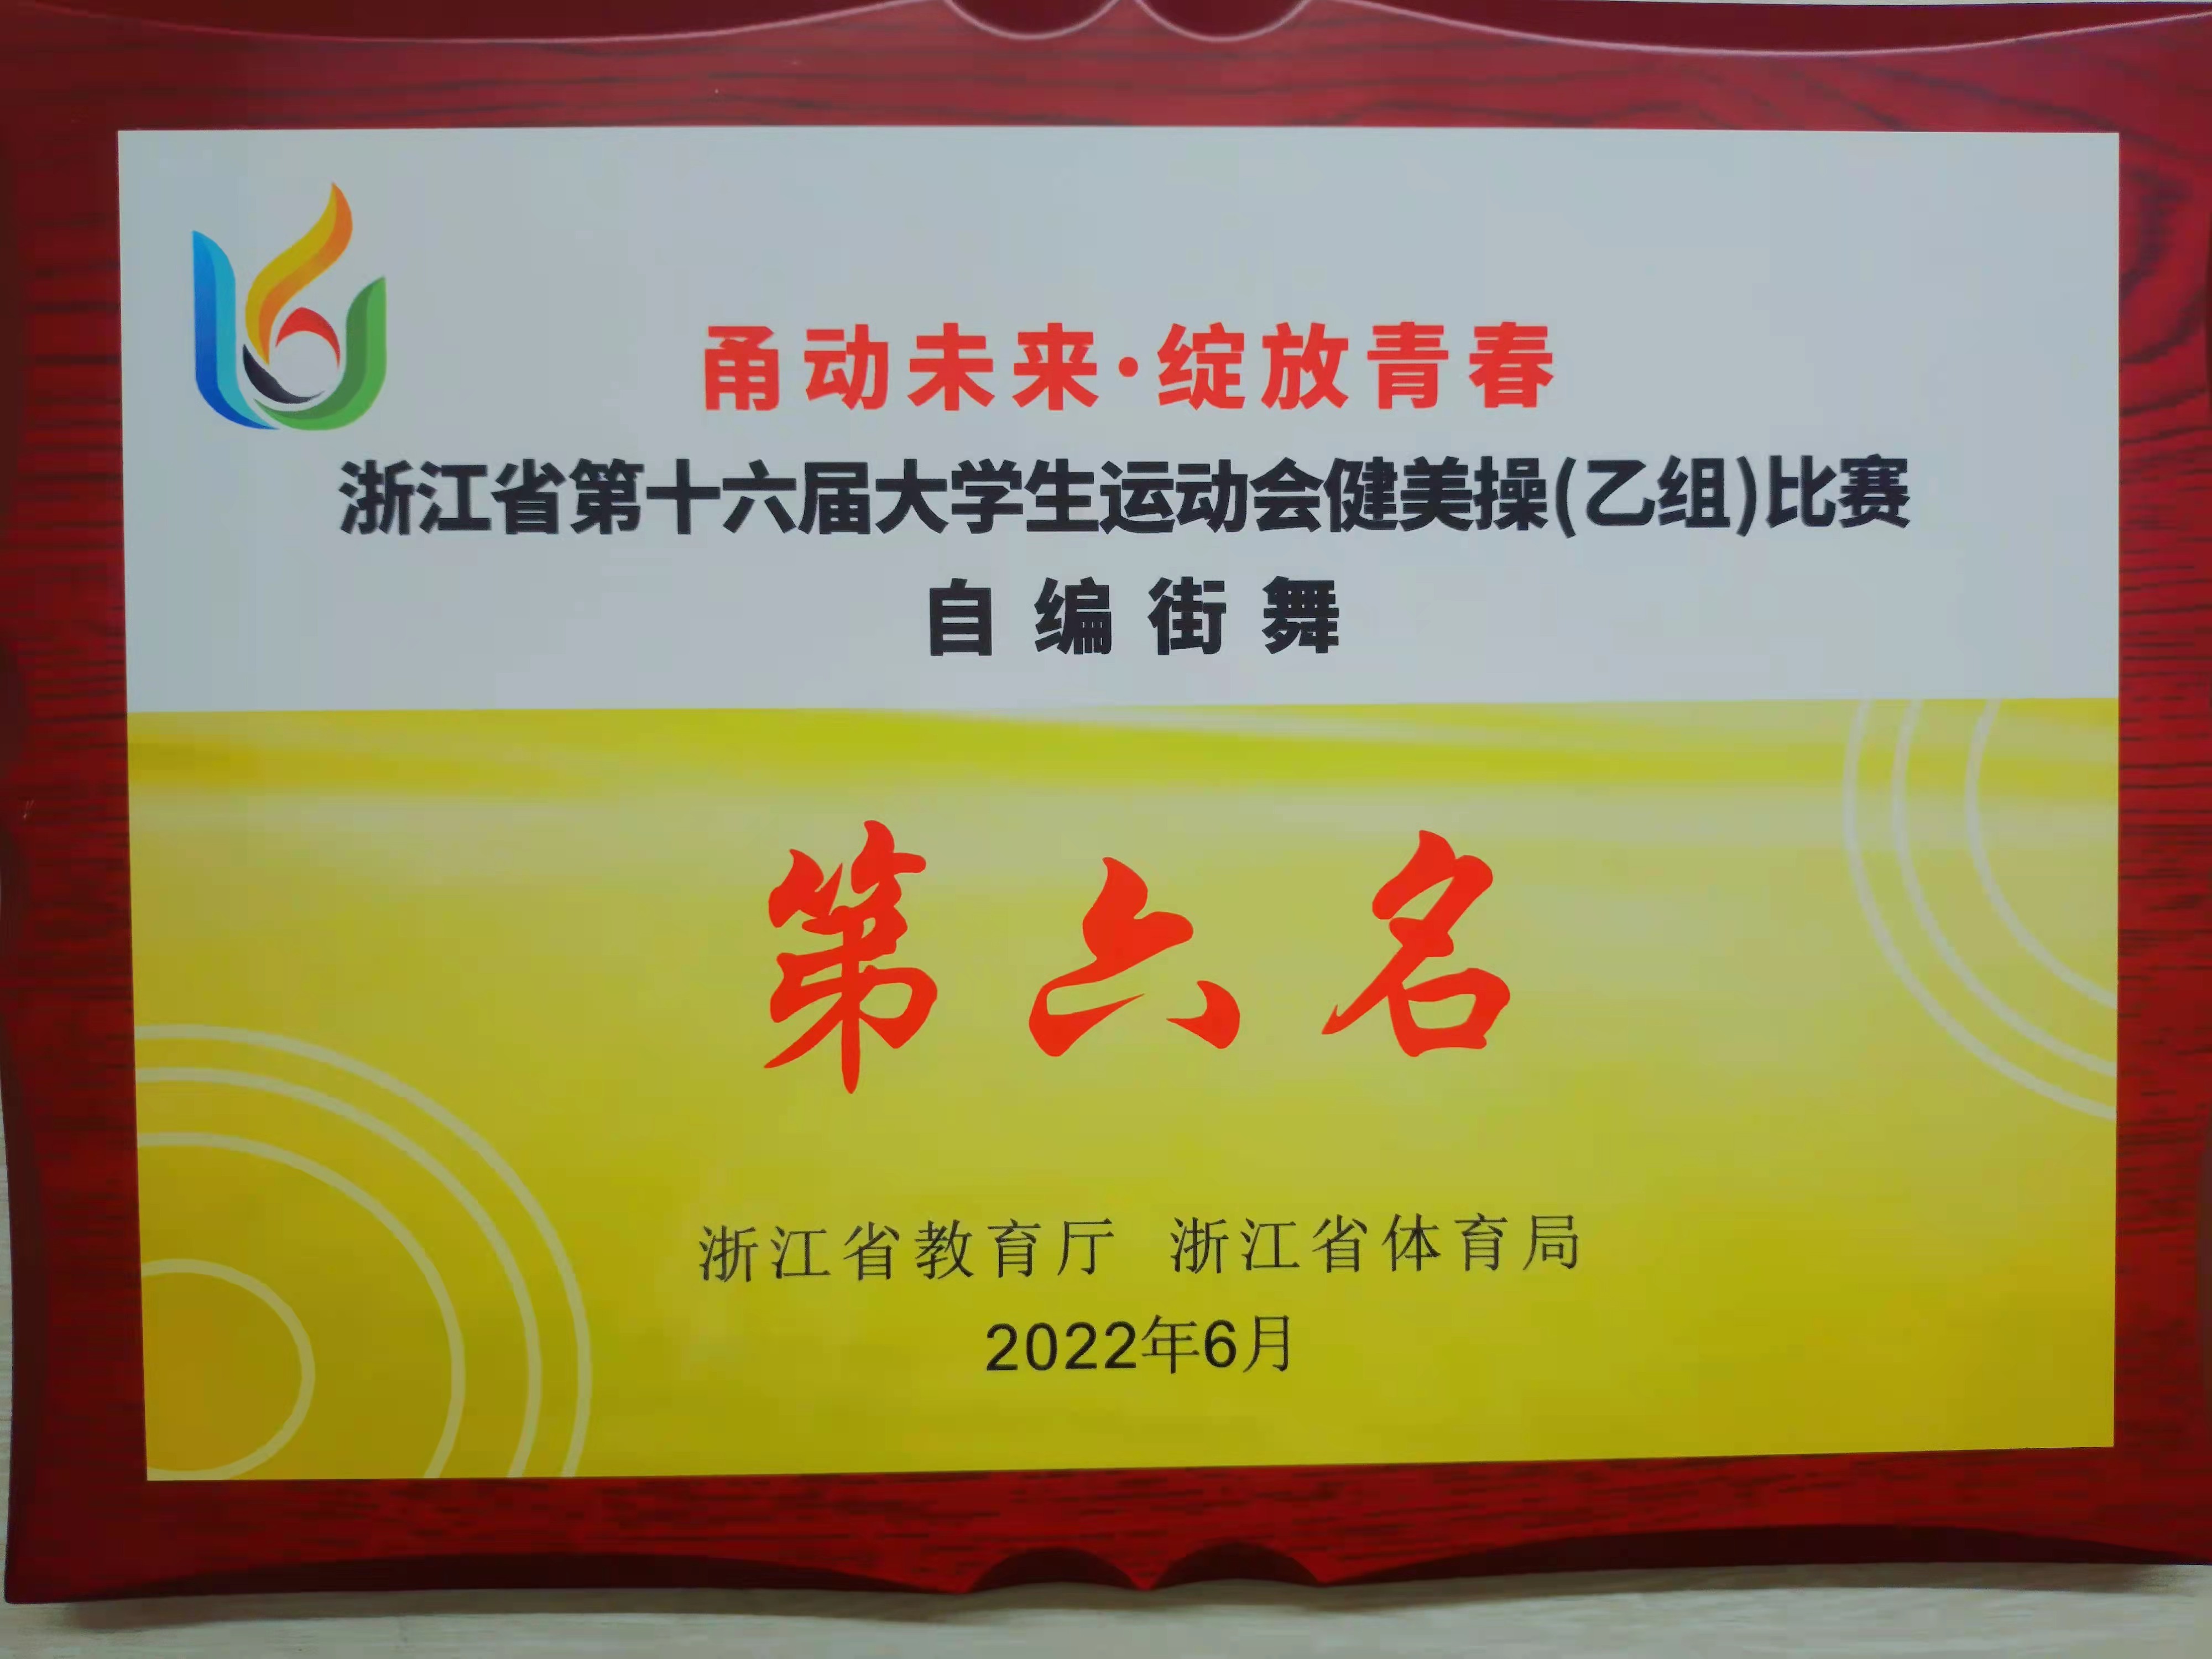 甬动未来·绽放青春
浙江省第十六届大学生运动会健美操(乙组)比赛
自编街舞
第六名
浙江省教育厅 浙江省体育局
2022年6月